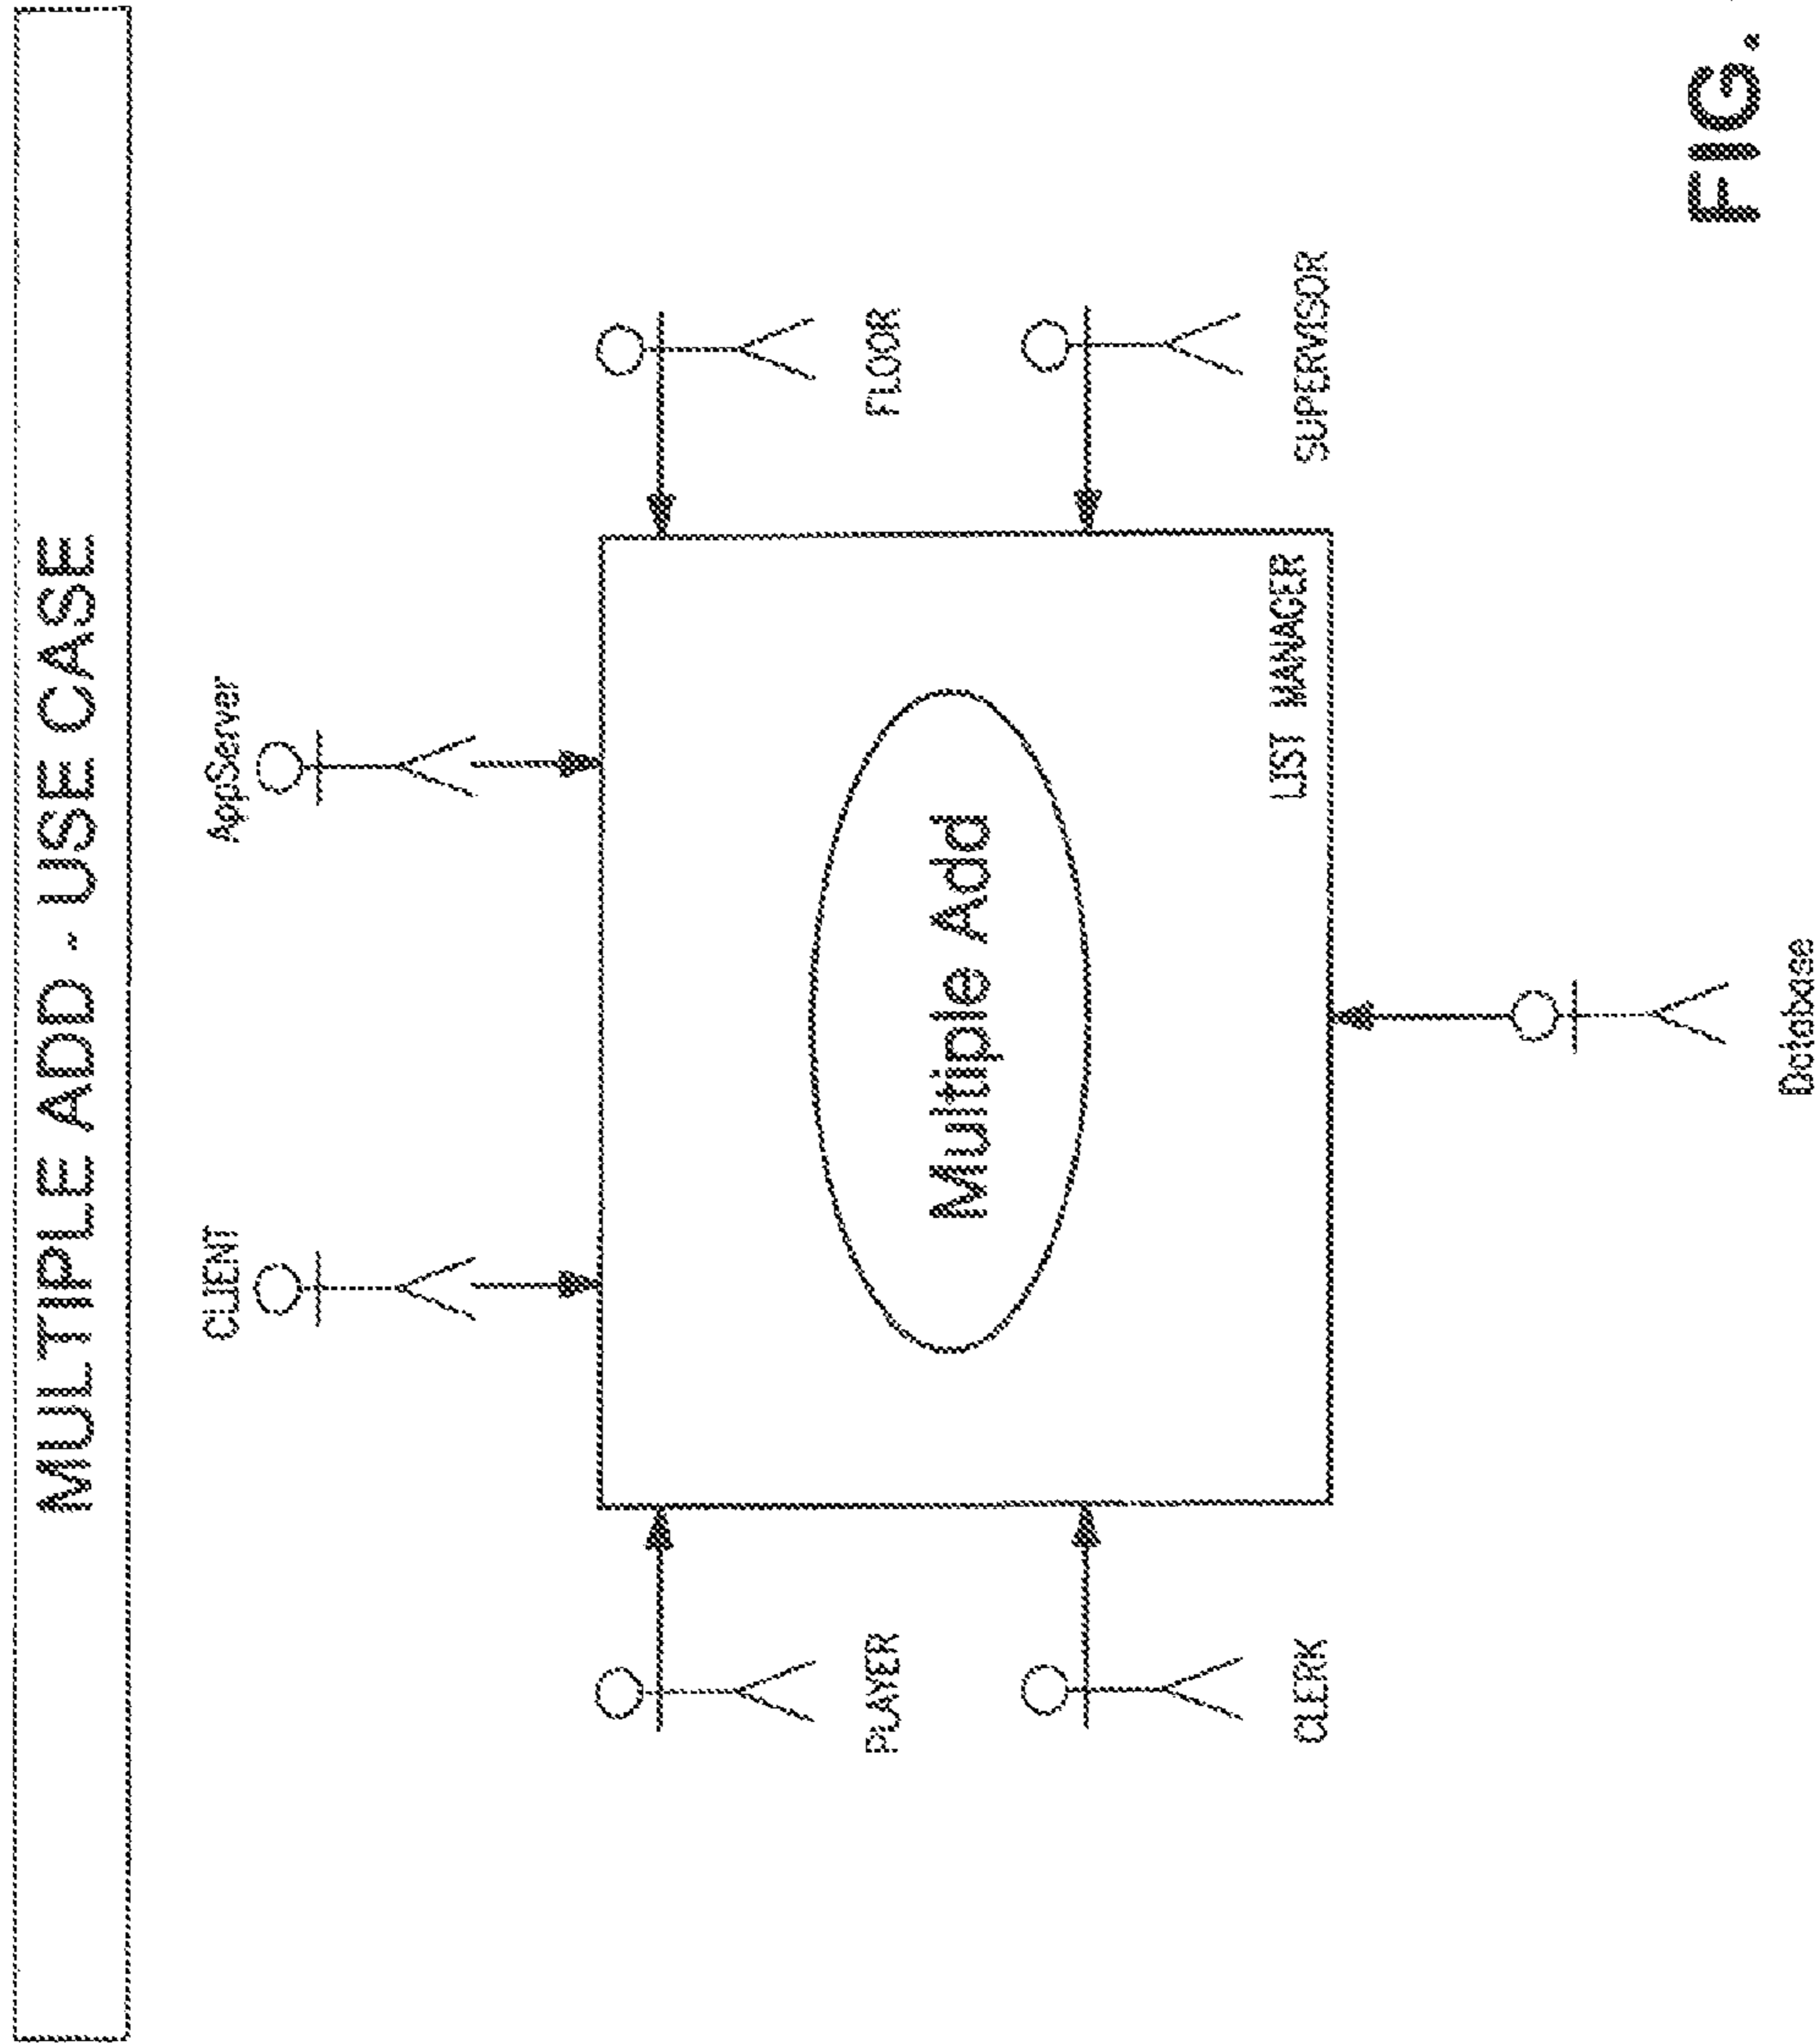 MULTIPLE ADD - USE CASE
CLIENT
AppServer
PLAYER
FLOOR
Multiple Add
CLERK
LIST MANAGER
SUPERVISOR
Database
FIG.